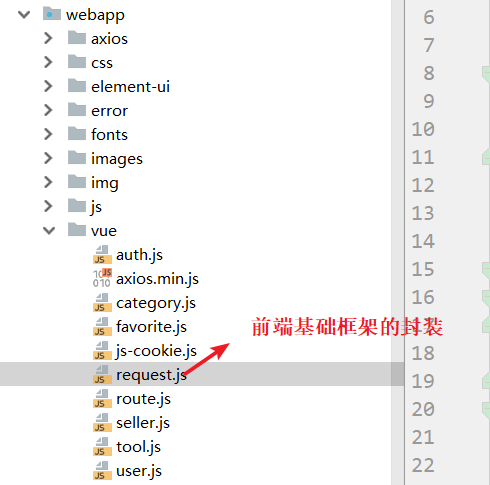 webapp
axios
css
element-ui
error
fonts
images
img
js
vue
auth.js
axios.min.js
category.js
favorite.js
js-cookie.js
request.js
route.js
seller.js
tool.js
user.js
前端基础框架的封装
6
7
8
9
10
11
12
13
14
15
16
17
18
19
20
21
22